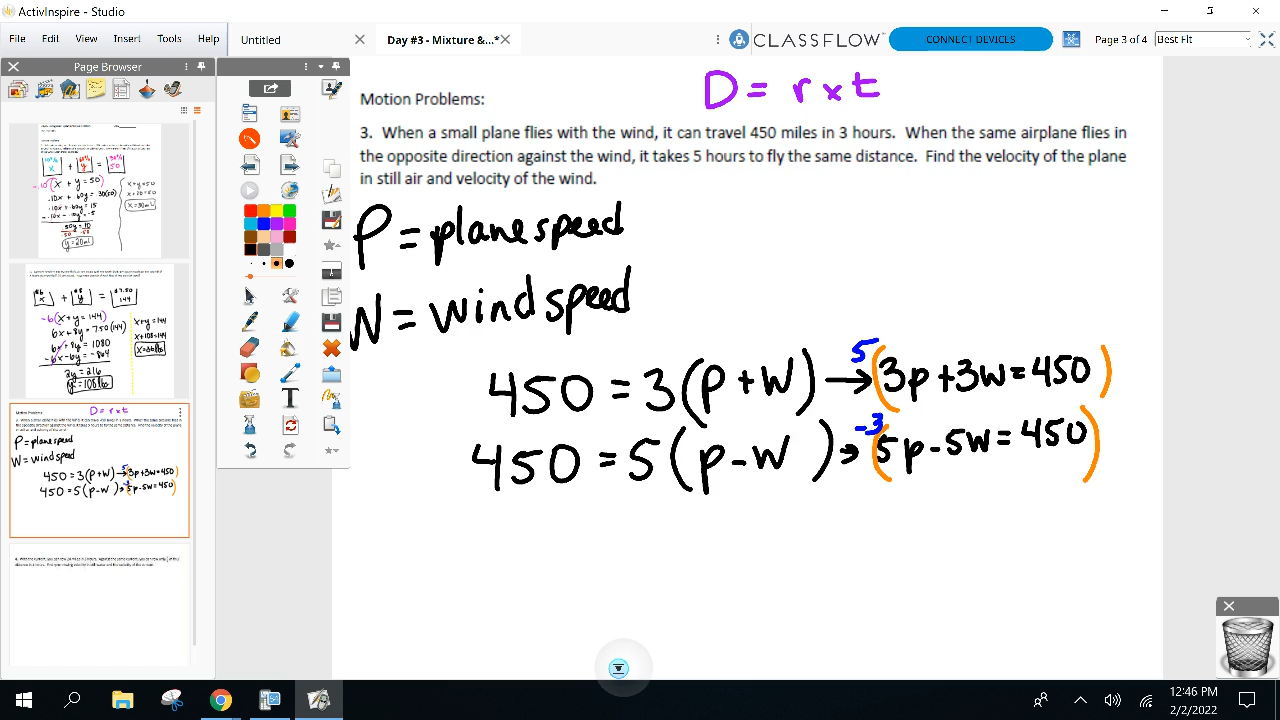 ActivInspire - Studio
File Edit View Insert Tools Help
Untitled
Day #3 - Mixture &...*
CLASSFLOW
CONNECT DEVICES
Page 3 of 4
Best Fit
Page Browser
D = r x t
Motion Problems:
3. When a small plane flies with the wind, it can travel 450 miles in 3 hours. When the same airplane flies in
the opposite direction against the wind, it takes 5 hours to fly the same distance. Find the velocity of the plane
in still air and velocity of the wind.
P = plane speed
W = wind speed
450 = 3(P+W) → 5(3p+3w=450)
450 = 5(p-w) → -3(5p-5w=450)
12:46 PM
2/2/2022